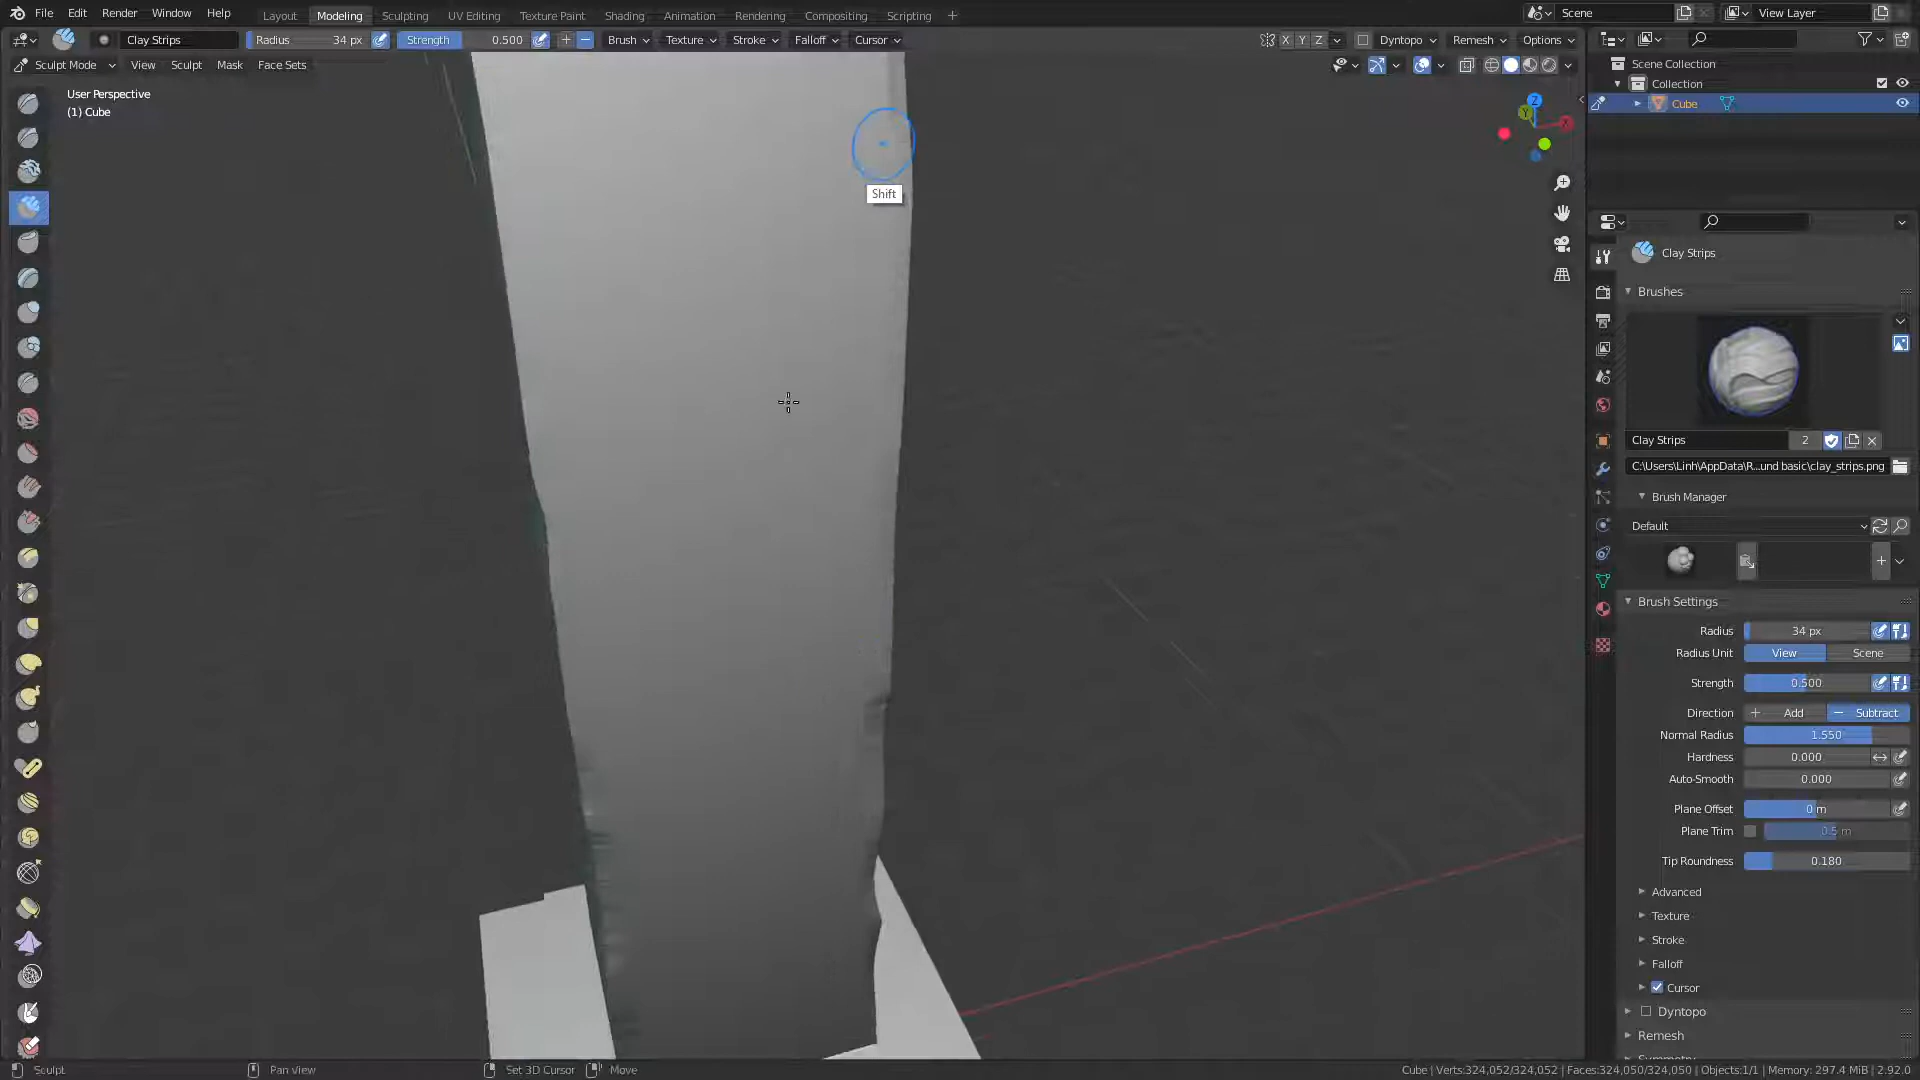 File Edit Render Window Help
Layout Modeling Sculpting UV Editing Texture Paint Shading Animation Rendering Compositing Scripting
Scene
View Layer
Clay Strips Radius 34 px Strength 0.500 Brush Texture Stroke Falloff Cursor
X Y Z Dyntopo Remesh Options
Sculpt Mode View Sculpt Mask Face Sets
User Perspective
(1) Cube
Shift
Z
Y
X
Scene Collection
Collection
Cube
Clay Strips
Brushes
Clay Strips 2
C:\Users\Linh\AppData\R...und basic\clay_strips.png
Brush Manager
Default
Brush Settings
Radius 34 px
Radius Unit View Scene
Strength 0.500
Direction Add Subtract
Normal Radius 1.550
Hardness 0.000
Auto-Smooth 0.000
Plane Offset 0 m
Plane Trim 0.5 m
Tip Roundness 0.180
Advanced
Texture
Stroke
Falloff
Cursor
Dyntopo
Remesh
Symmetry
Sculpt Pan View Set 3D Cursor Move Cube | Verts:324,052/324,052 | Faces:324,050/324,050 | Objects:1/1 | Memory: 297.4 MiB | 2.92.0